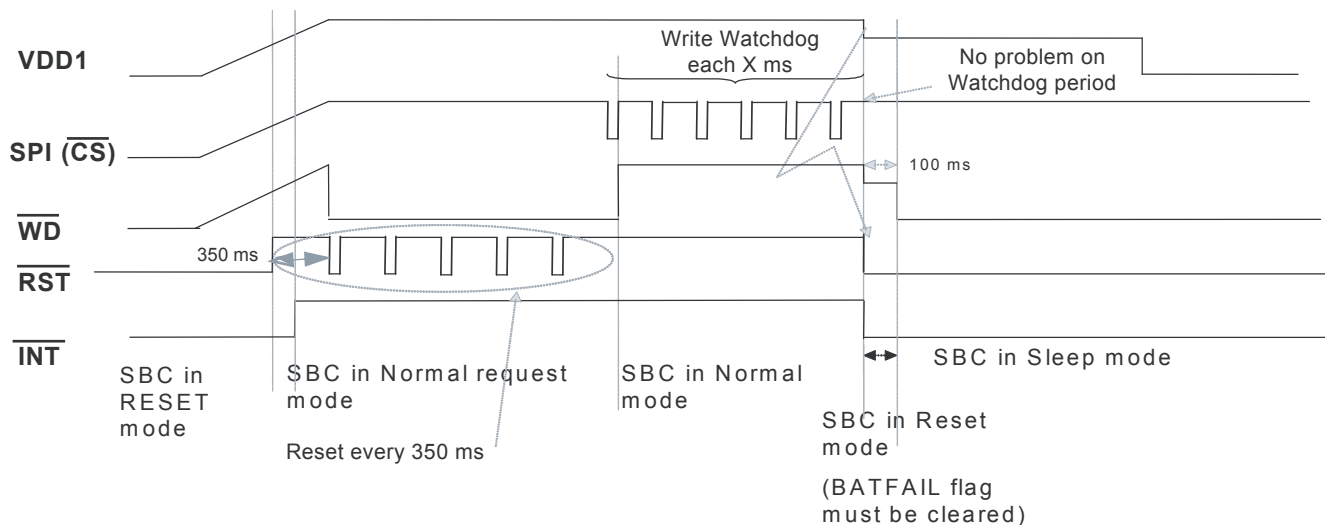 VDD1
Write Watchdog
each X ms
No problem on
Watchdog period
SPI (CS)
100 ms
WD
350 ms
RST
INT
SBC in
RESET
mode
SBC in Normal request
mode
SBC in Normal
mode
SBC in Sleep mode
SBC in Reset
mode
Reset every 350 ms
(BATFAIL flag
must be cleared)